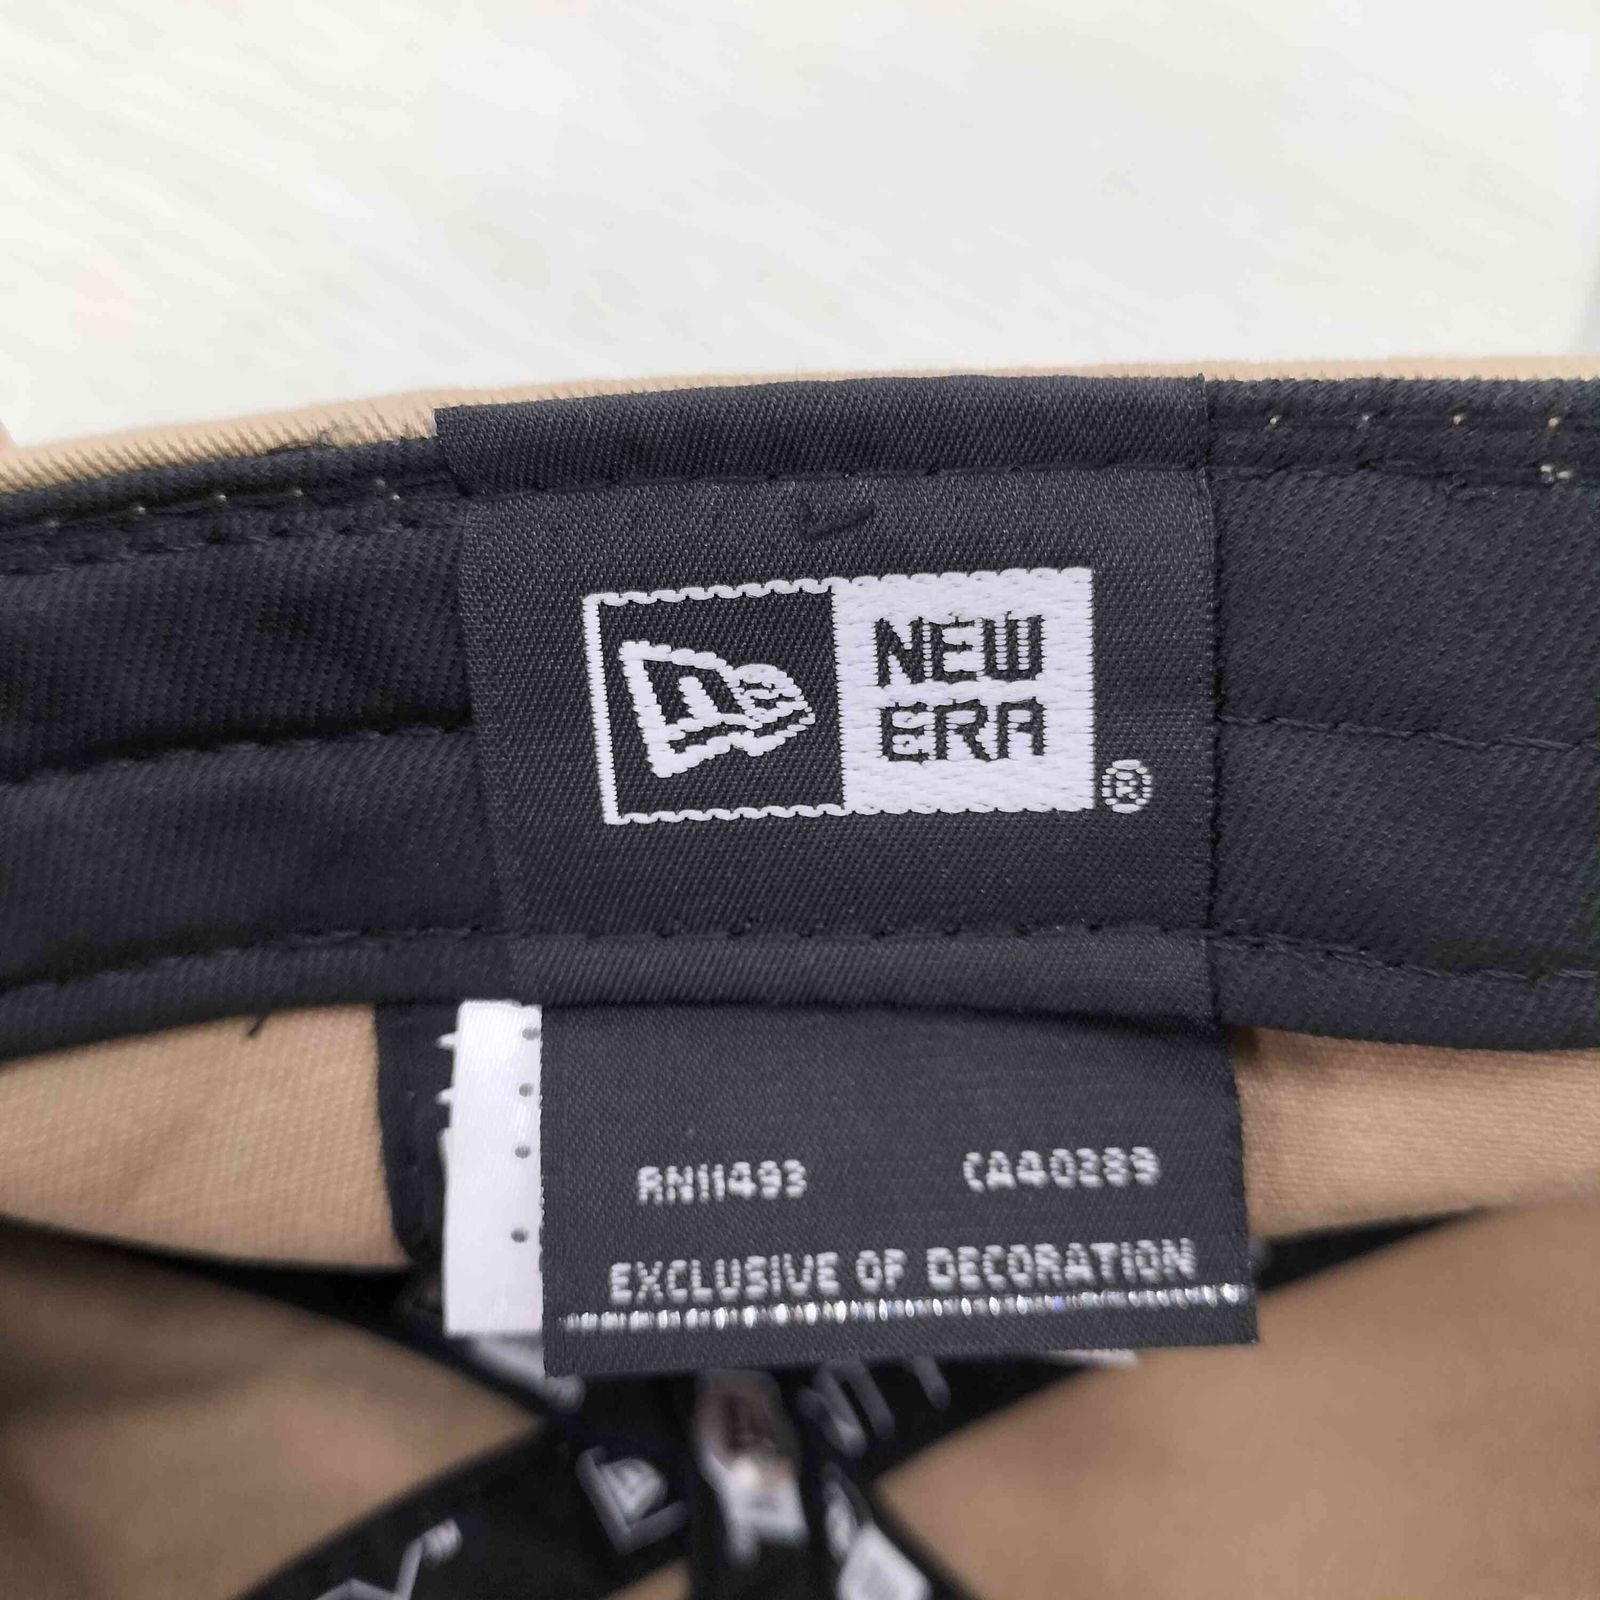 NEW
ERA
®
RN11493 CA40289
EXCLUSIVE OF DECORATION